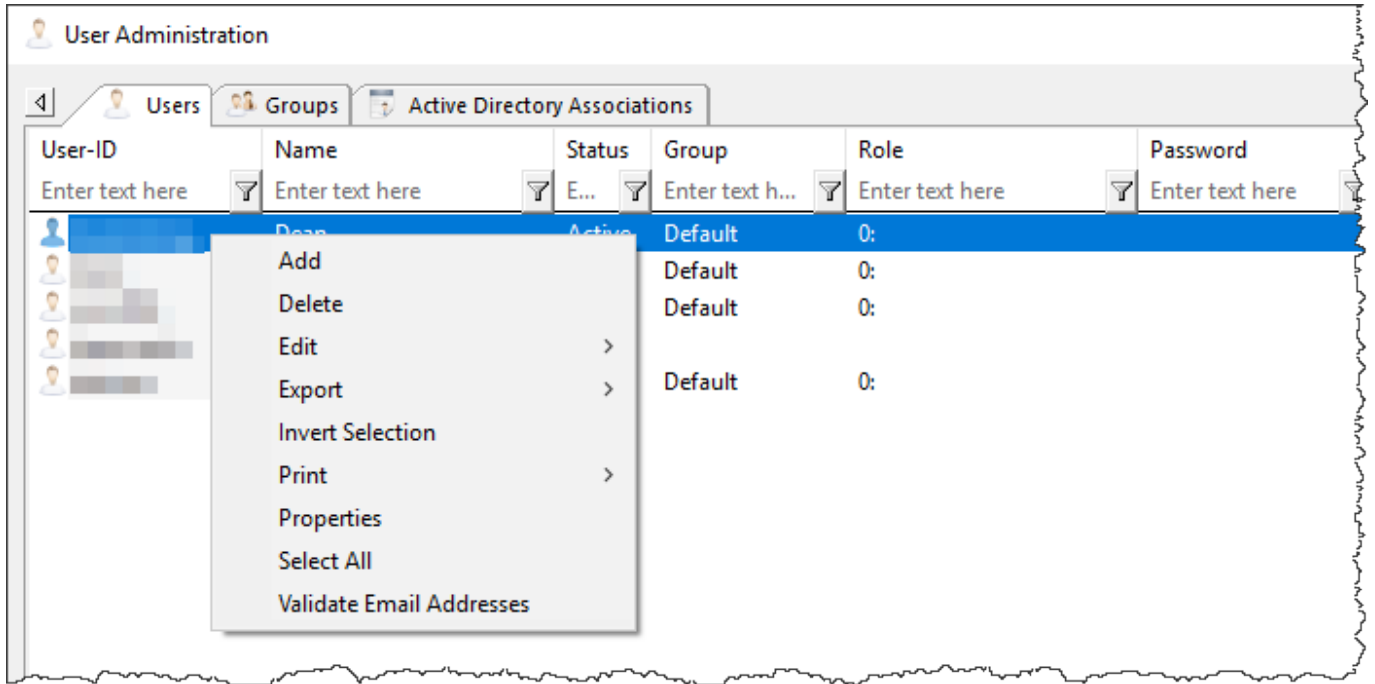 User Administration
Users Groups Active Directory Associations
User-ID Name Status Group Role Password
Enter text here Enter text here E... Enter text h... Enter text here Enter text here
Dean Active Default 0:
Add
Default 0:
Delete
Default 0:
Edit
Export
Default 0:
Invert Selection
Print
Properties
Select All
Validate Email Addresses